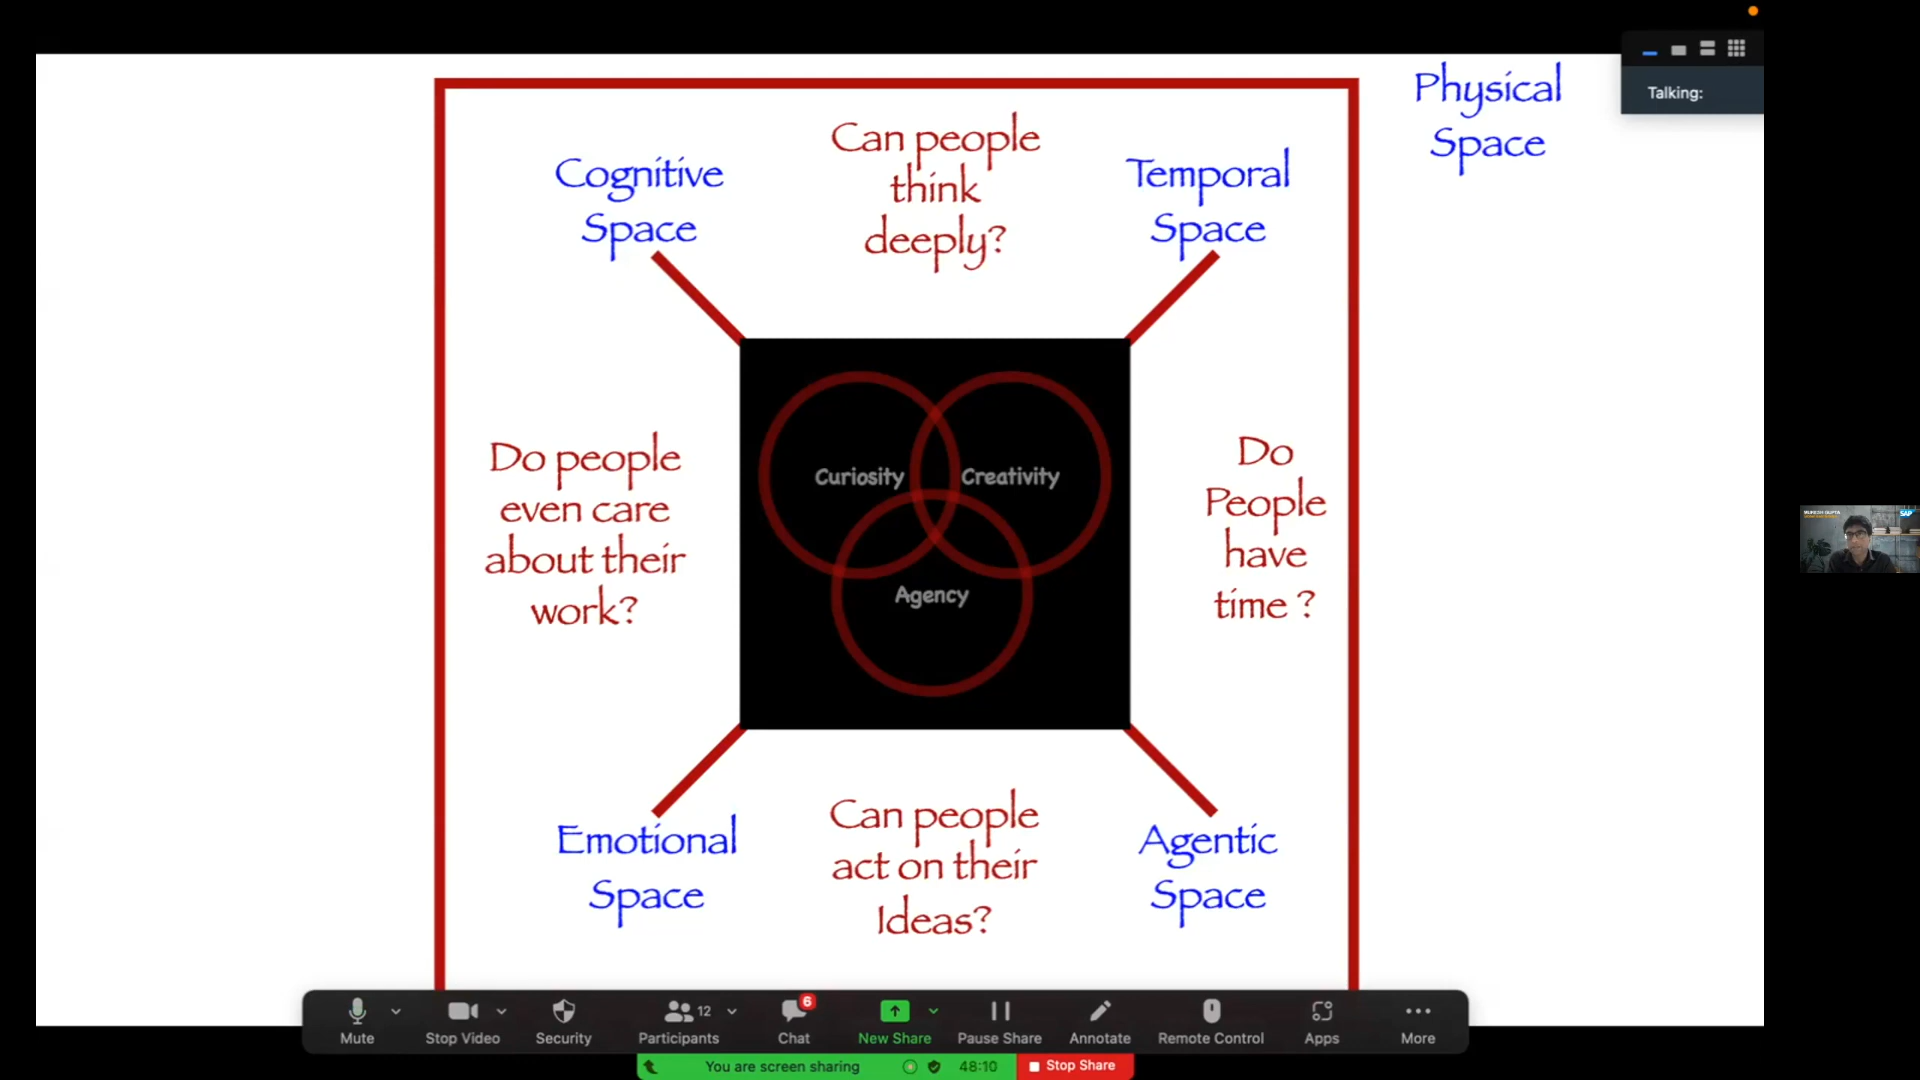 Physical
Space
Talking:
Cognitive
Space
Can people
think
deeply?
Temporal
Space
Do people
even care
about their
work?
Curiosity
Creativity
Agency
Do
People
have
time ?
Emotional
Space
Can people
act on their
Ideas?
Agentic
Space
MUKESH GUPTA
SAP
Mute
Stop Video
Security
12
Participants
6
Chat
New Share
Pause Share
Annotate
Remote Control
Apps
More
You are screen sharing
48:10
Stop Share